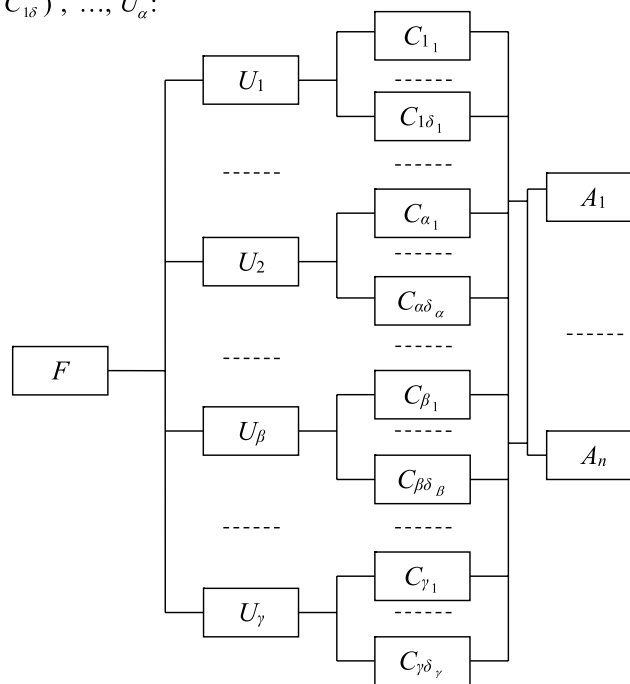 C₁δ) , …, Uα:
C₁₁
U₁
C₁δ₁
A₁
Cα₁
U₂
Cαδα
F
Cβ₁
Uβ
Aₙ
Cβδβ
Cγ₁
Uγ
Cγδγ